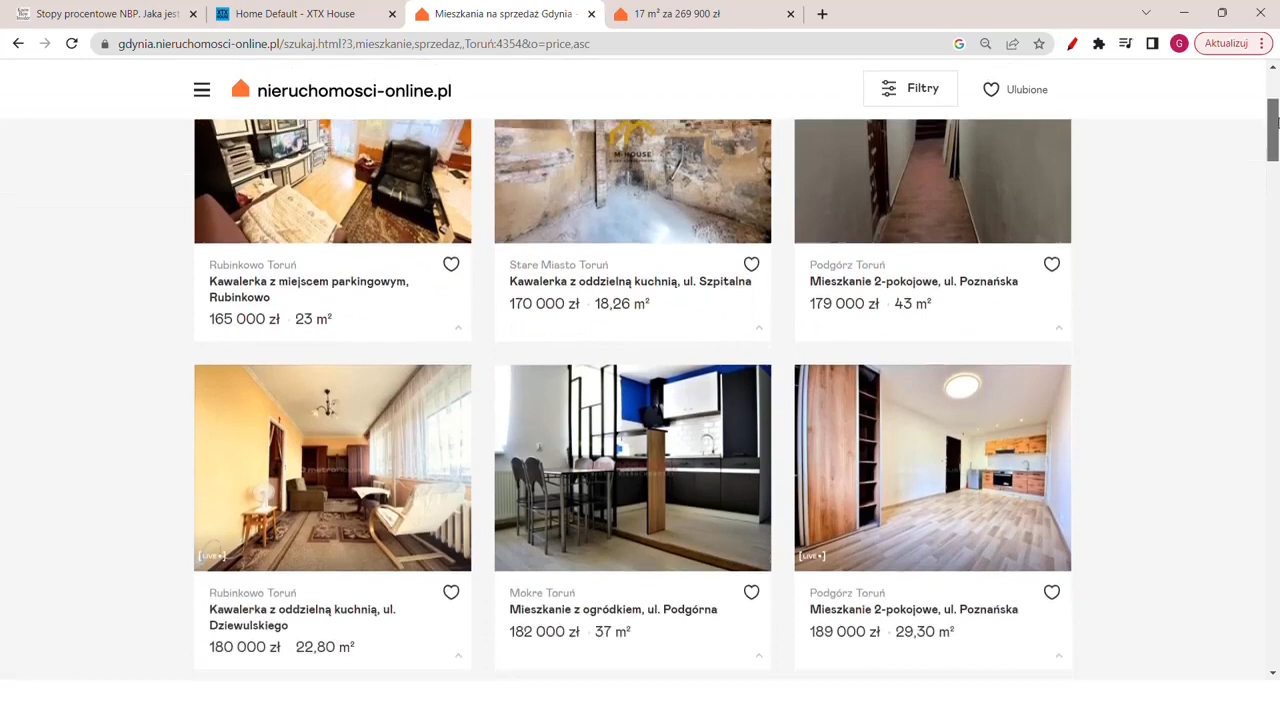 Stopy procentowe NBP. Jaka jest
Home Default - XTX House
Mieszkania na sprzedaż Gdynia -
17 m² za 269 900 zł
gdynia.nieruchomosci-online.pl/szukaj.html?3,mieszkanie,sprzedaz,,Toruń:4354&o=price,asc
G
Aktualizuj
nieruchomosci-online.pl
Filtry
Ulubione
M-HOUSE
Rubinkowo Toruń
Kawalerka z miejscem parkingowym,
Rubinkowo
165 000 zł · 23 m²
Stare Miasto Toruń
Kawalerka z oddzielną kuchnią, ul. Szpitalna
170 000 zł · 18,26 m²
Podgórz Toruń
Mieszkanie 2-pokojowe, ul. Poznańska
179 000 zł · 43 m²
[LIVE]
[LIVE]
Rubinkowo Toruń
Kawalerka z oddzielną kuchnią, ul.
Dziewulskiego
180 000 zł 22,80 m²
Mokre Toruń
Mieszkanie z ogródkiem, ul. Podgórna
182 000 zł · 37 m²
Podgórz Toruń
Mieszkanie 2-pokojowe, ul. Poznańska
189 000 zł · 29,30 m²